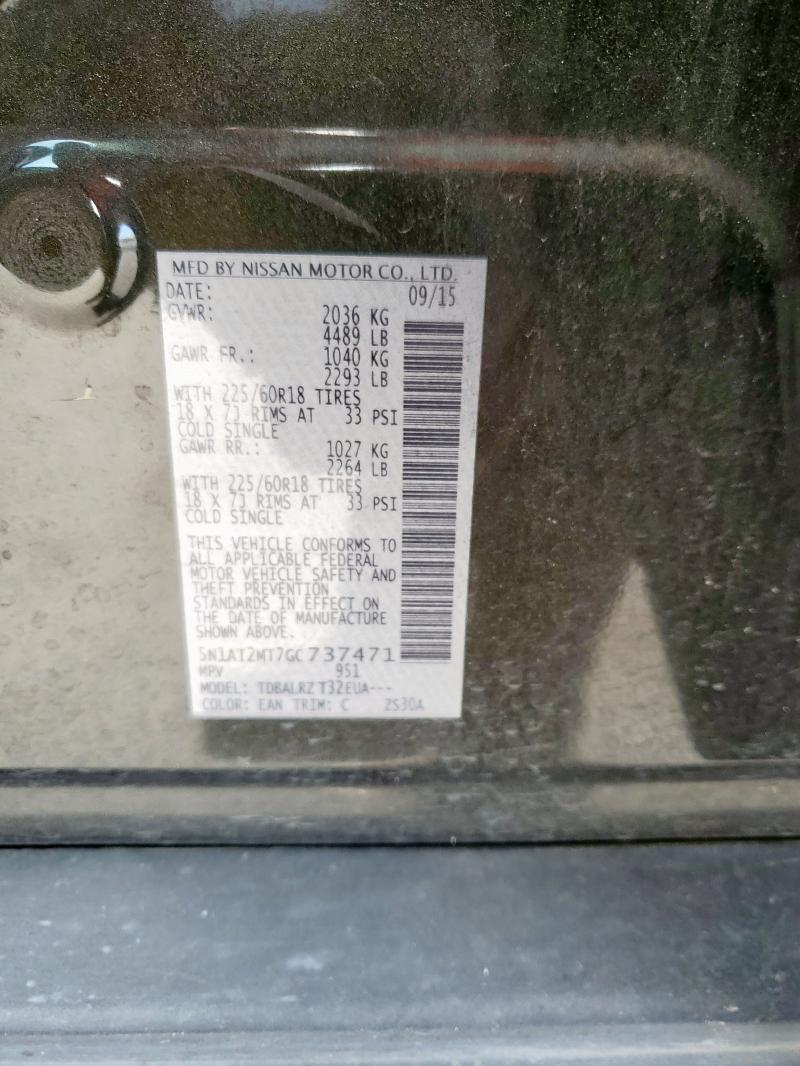 MFD BY NISSAN MOTOR CO., LTD.
DATE: 09/15
GVWR: 2036 KG
4489 LB
GAWR FR.: 1040 KG
2293 LB
WITH 225/60R18 TIRES
18 X 7J RIMS AT 33 PSI
COLD SINGLE
GAWR RR.: 1027 KG
2264 LB
WITH 225/60R18 TIRES
18 X 7J RIMS AT 33 PSI
COLD SINGLE
THIS VEHICLE CONFORMS TO
ALL APPLICABLE FEDERAL
MOTOR VEHICLE SAFETY AND
THEFT PREVENTION
STANDARDS IN EFFECT ON
THE DATE OF MANUFACTURE
SHOWN ABOVE.
5N1AT2MT7GC737471
MPV 951
MODEL: TDBALRZ T32EUA---
COLOR: EAN TRIM: C 2S30A